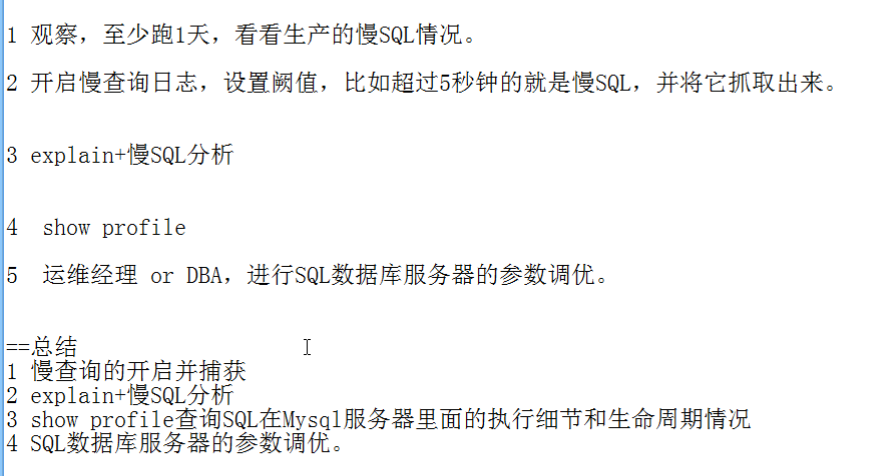 1 观察，至少跑1天，看看生产的慢SQL情况。
2 开启慢查询日志，设置阙值，比如超过5秒钟的就是慢SQL，并将它抓取出来。
3 explain+慢SQL分析
4 show profile
5 运维经理 or DBA，进行SQL数据库服务器的参数调优。
==总结
1 慢查询的开启并捕获
2 explain+慢SQL分析
3 show profile查询SQL在Mysql服务器里面的执行细节和生命周期情况
4 SQL数据库服务器的参数调优。